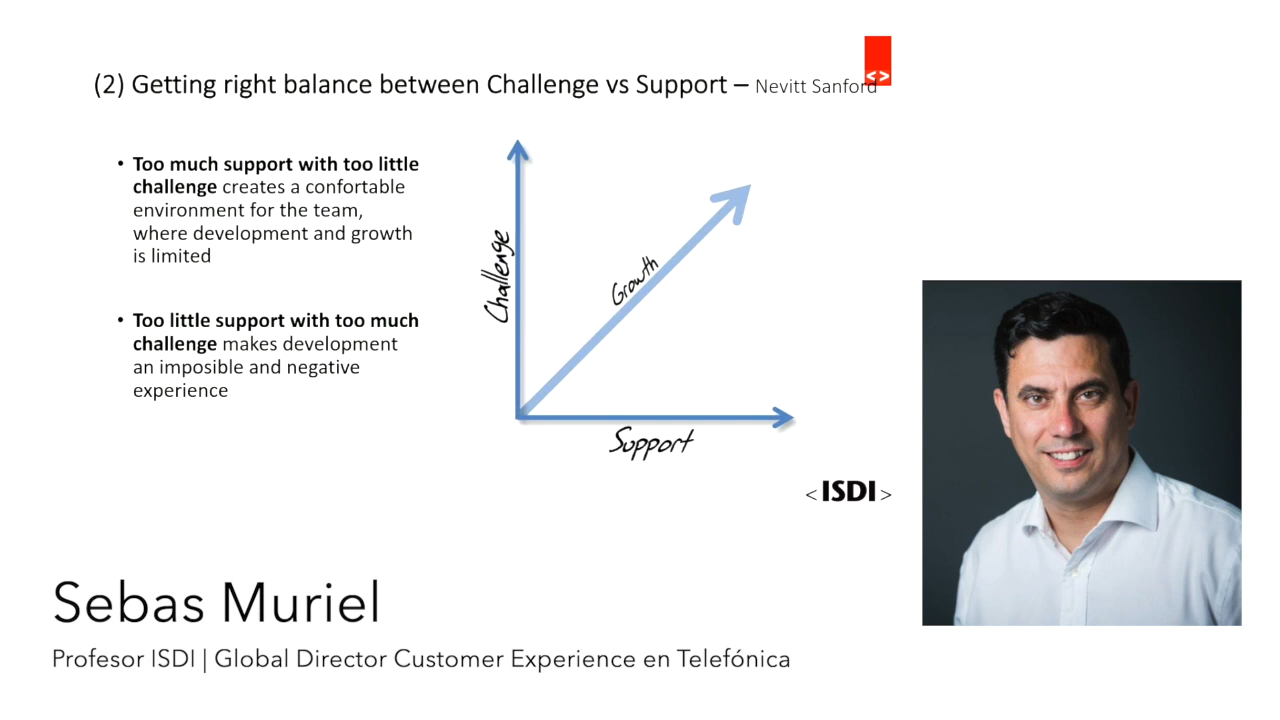 <>
(2) Getting right balance between Challenge vs Support – Nevitt Sanford
• Too much support with too little
challenge creates a confortable
environment for the team,
where development and growth
is limited
• Too little support with too much
challenge makes development
an imposible and negative
experience
Challenge
Growth
Support
<ISDI>
Sebas Muriel
Profesor ISDI | Global Director Customer Experience en Telefónica